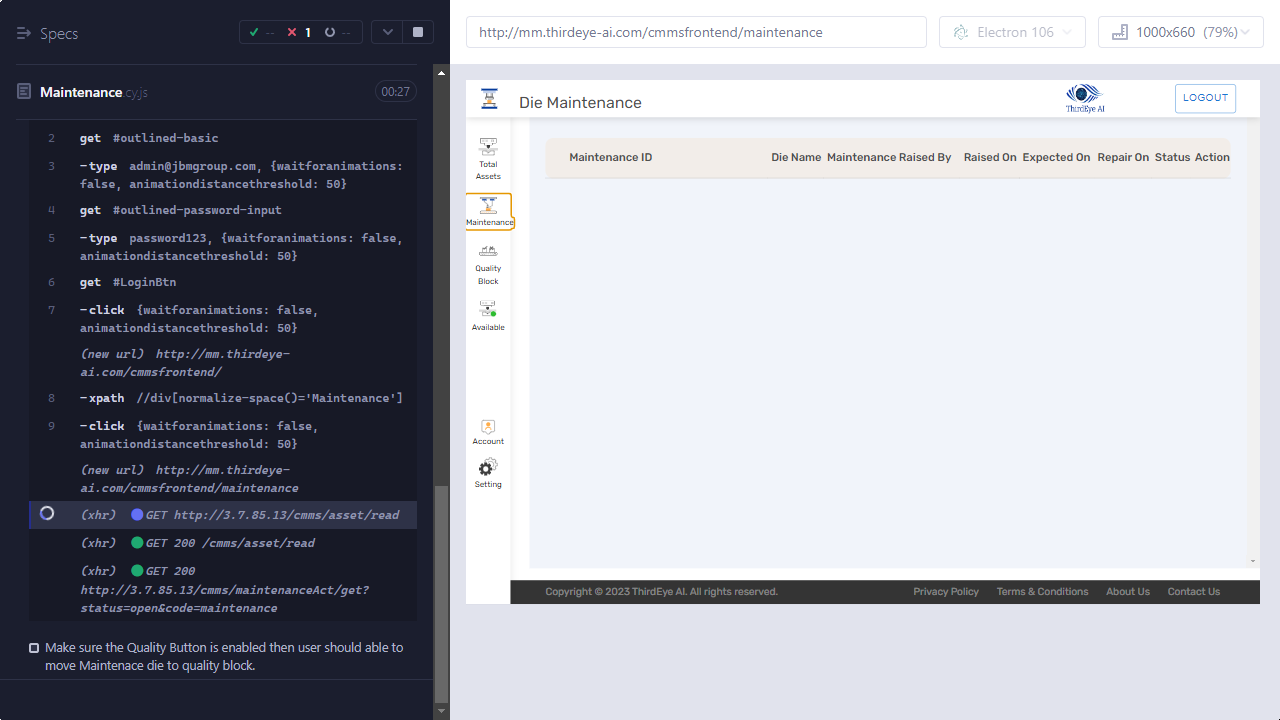 Specs
-- 1 --
http://mm.thirdeye-ai.com/cmmsfrontend/maintenance
Electron 106
1000x660 (79%)
Maintenance.cy.js
00:27
2 get #outlined-basic
3 -type admin@jbmgroup.com, {waitforanimations:
false, animationdistancethreshold: 50}
4 get #outlined-password-input
5 -type password123, {waitforanimations: false,
animationdistancethreshold: 50}
6 get #LoginBtn
7 -click {waitforanimations: false,
animationdistancethreshold: 50}
(new url) http://mm.thirdeye-
ai.com/cmmsfrontend/
8 -xpath //div[normalize-space()='Maintenance']
9 -click {waitforanimations: false,
animationdistancethreshold: 50}
(new url) http://mm.thirdeye-
ai.com/cmmsfrontend/maintenance
(xhr) GET http://3.7.85.13/cmms/asset/read
(xhr) GET 200 /cmms/asset/read
(xhr) GET 200
http://3.7.85.13/cmms/maintenanceAct/get?
status=open&code=maintenance
Make sure the Quality Button is enabled then user should able to
move Maintenace die to quality block.
Die Maintenance
ThirdEye AI
LOGOUT
Total
Assets
Maintenance
Quality
Block
Available
Account
Setting
Maintenance ID Die Name Maintenance Raised By Raised On Expected On Repair On Status Action
Copyright © 2023 ThirdEye AI. All rights reserved. Privacy Policy Terms & Conditions About Us Contact Us